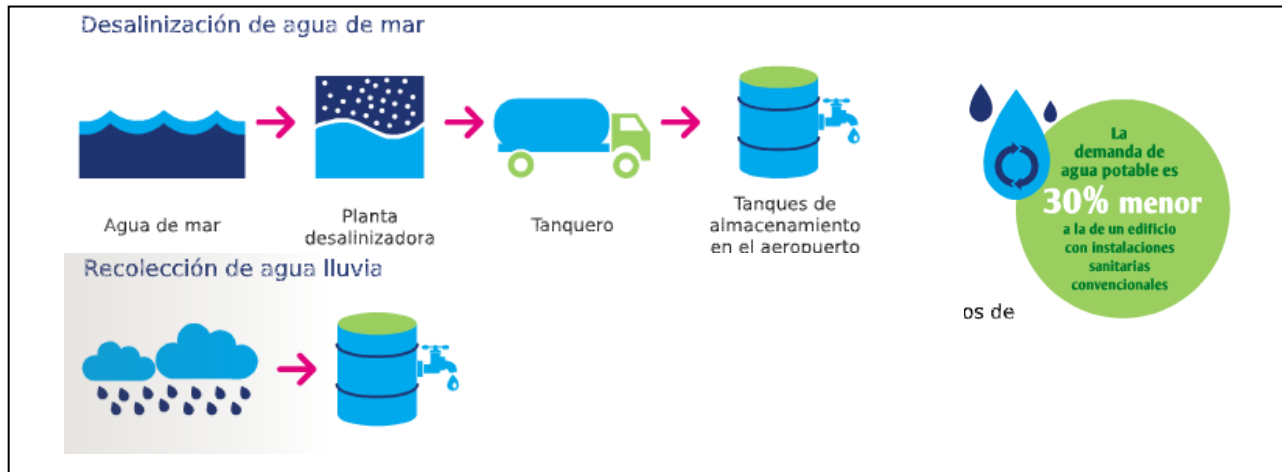 Desalinización de agua de mar
Agua de mar
Planta
desalinizadora
Tanquero
Tanques de
almacenamiento
en el aeropuerto
La
demanda de
agua potable es
30% menor
a la de un edificio
con instalaciones
sanitarias
convencionales
os de
Recolección de agua lluvia